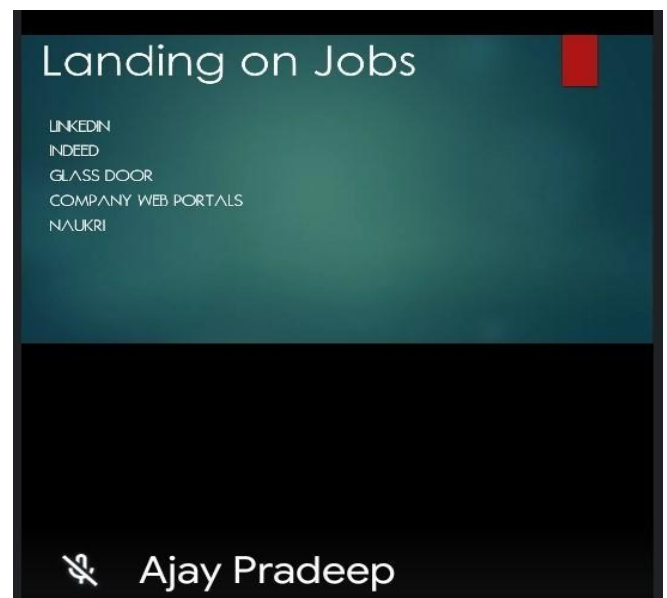 Landing on Jobs
LINKEDIN
INDEED
GLASS DOOR
COMPANY WEB PORTALS
NAUKRI
Ajay Pradeep